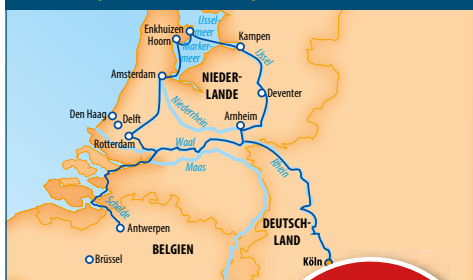 Enkhuizen
Hoorn
IJssel-
meer
Marker-
meer
Kampen
IJssel
Amsterdam
NIEDER-
LANDE
Deventer
Den Haag
Delft
Niederrhein
Arnheim
Rotterdam
Waal
Maas
Rhein
Schelde
Antwerpen
DEUTSCH-
LAND
BELGIEN
Köln
Brüssel